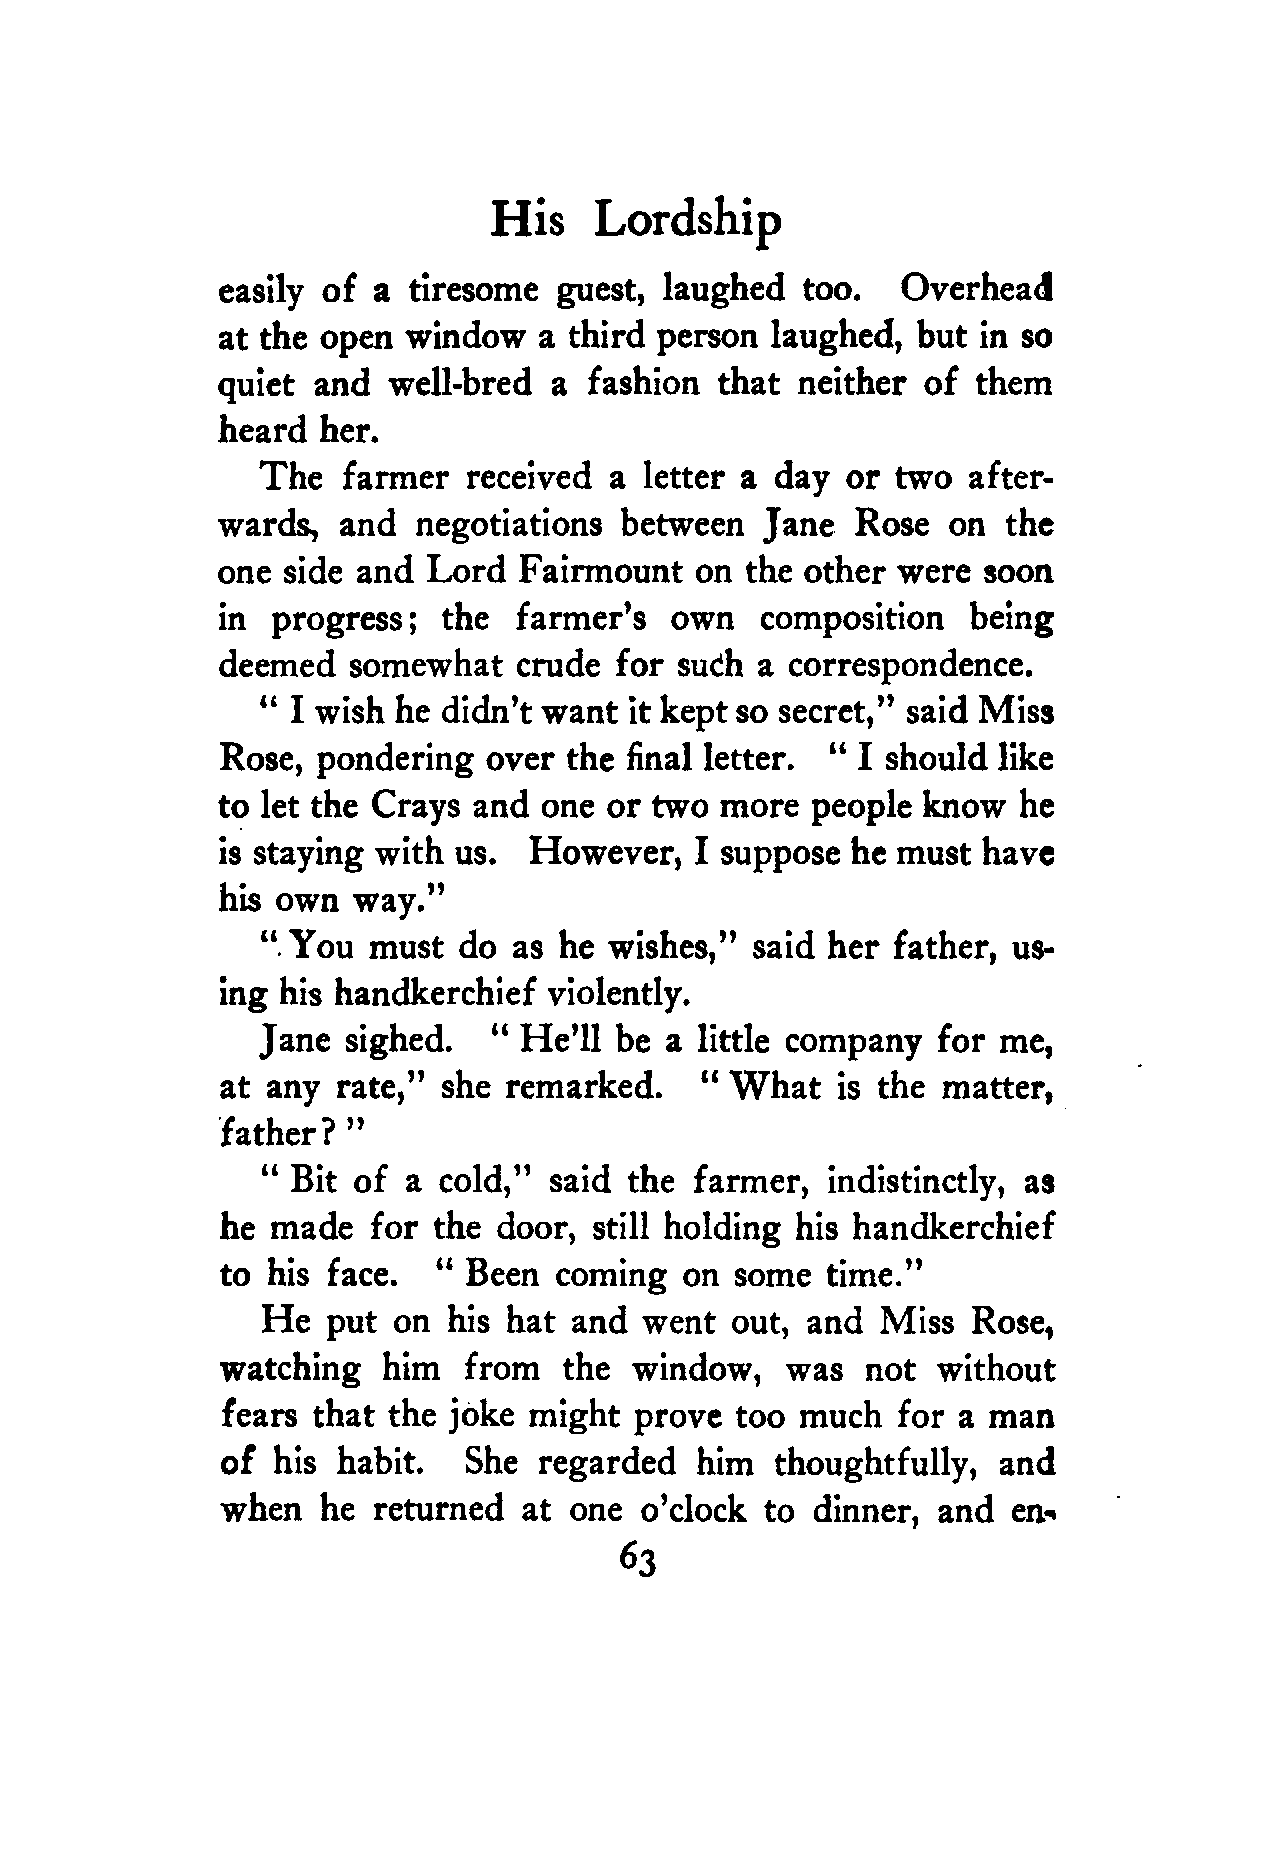 His Lordship
easily of a tiresome guest, laughed too. Overhead
at the open window a third person laughed, but in so
quiet and well-bred a fashion that neither of them
heard her.
The farmer received a letter a day or two after-
wards, and negotiations between Jane Rose on the
one side and Lord Fairmount on the other were soon
in progress; the farmer's own composition being
deemed somewhat crude for such a correspondence.
" I wish he didn't want it kept so secret," said Miss
Rose, pondering over the final letter. " I should like
to let the Crays and one or two more people know he
is staying with us. However, I suppose he must have
his own way."
" You must do as he wishes," said her father, us-
ing his handkerchief violently.
Jane sighed. " He'll be a little company for me,
at any rate," she remarked. " What is the matter,
father? "
" Bit of a cold," said the farmer, indistinctly, as
he made for the door, still holding his handkerchief
to his face. " Been coming on some time."
He put on his hat and went out, and Miss Rose,
watching him from the window, was not without
fears that the joke might prove too much for a man
of his habit. She regarded him thoughtfully, and
when he returned at one o'clock to dinner, and en-
63